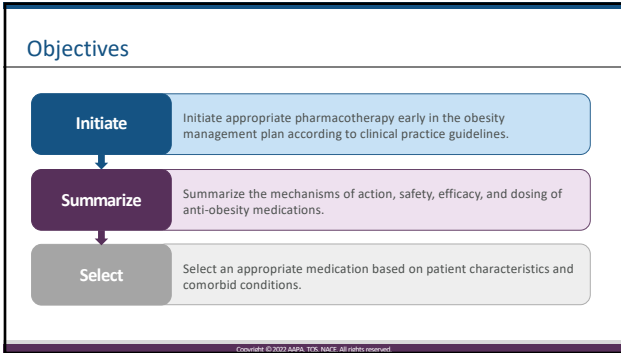 Objectives
Initiate
Initiate appropriate pharmacotherapy early in the obesity
management plan according to clinical practice guidelines.
Summarize
Summarize the mechanisms of action, safety, efficacy, and dosing of
anti-obesity medications.
Select
Select an appropriate medication based on patient characteristics and
comorbid conditions.
Copyright © 2022 AAPA. TOS. NACE. All rights reserved.